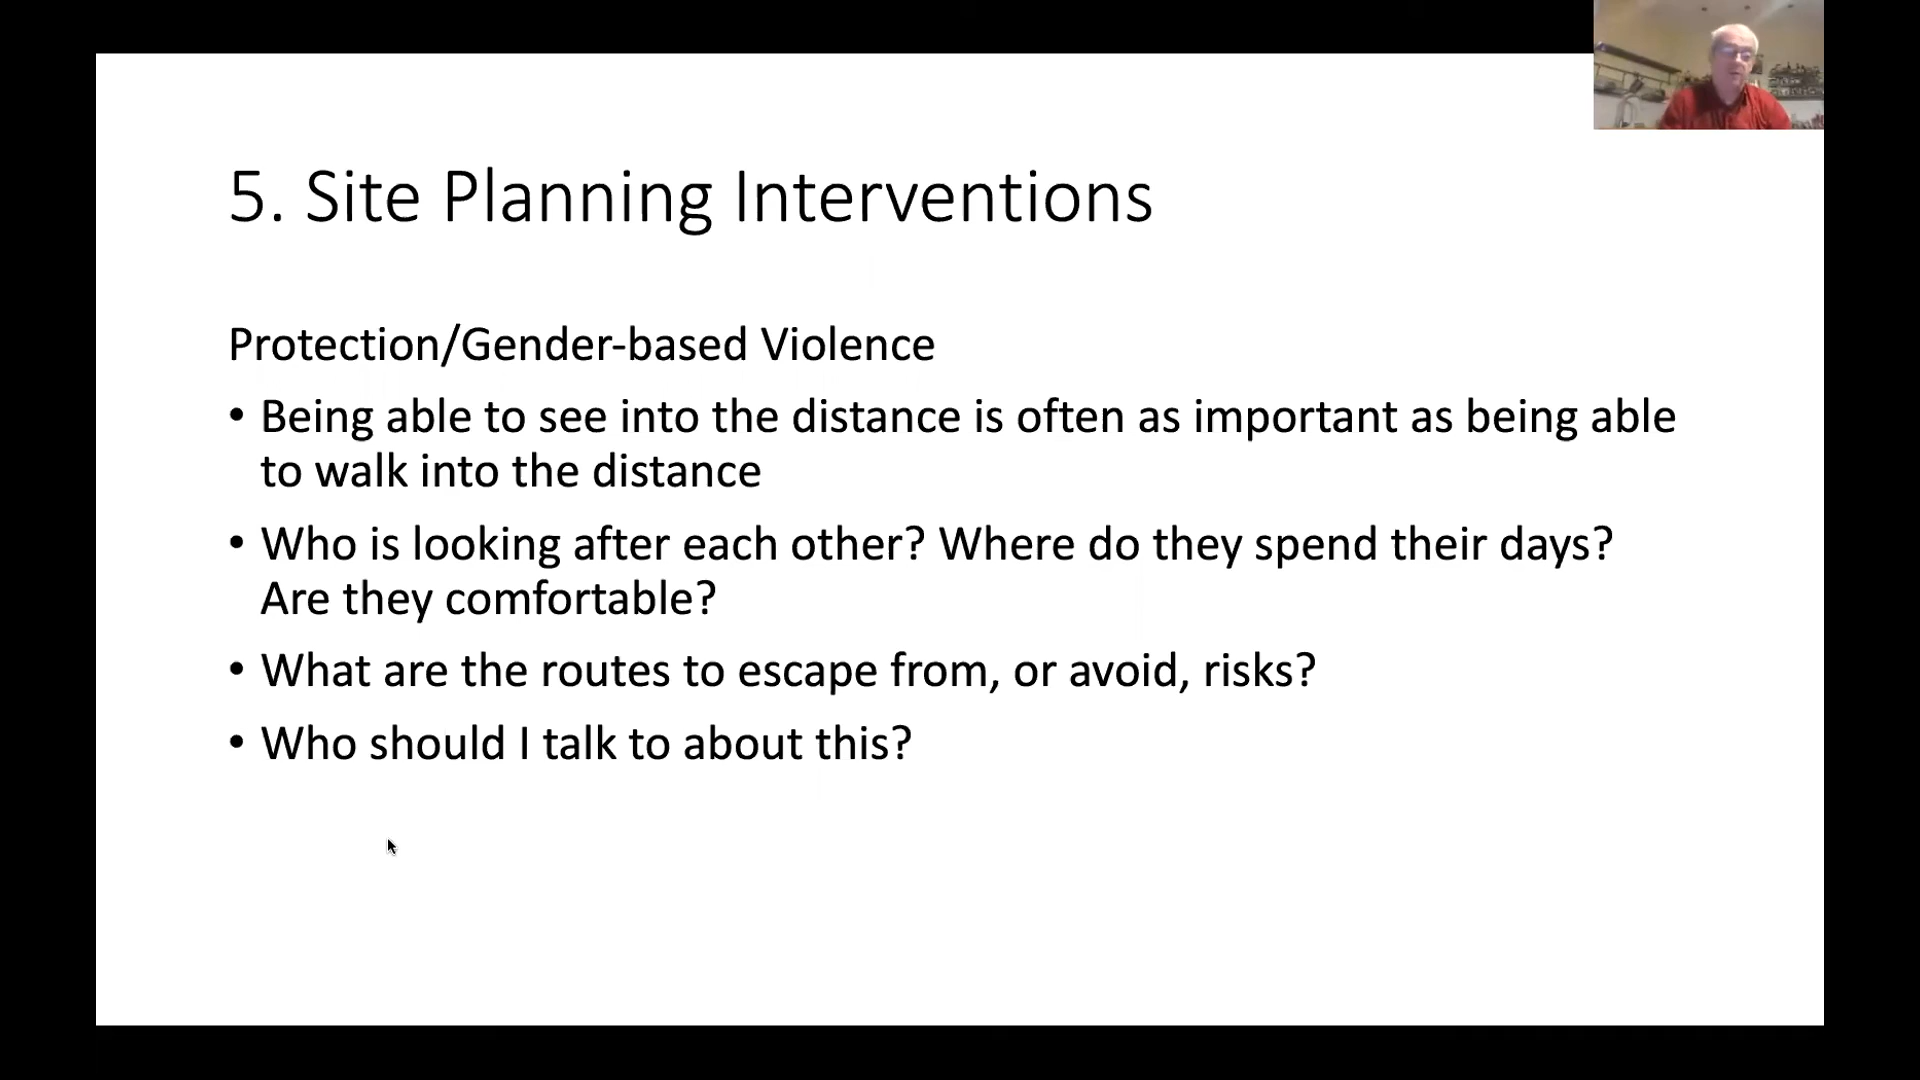 5. Site Planning Interventions
Protection/Gender-based Violence
• Being able to see into the distance is often as important as being able
to walk into the distance
• Who is looking after each other? Where do they spend their days?
Are they comfortable?
• What are the routes to escape from, or avoid, risks?
• Who should I talk to about this?